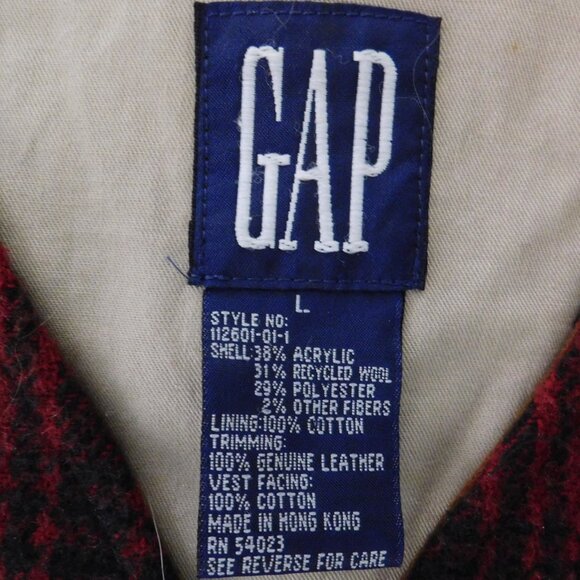 GAP
L
STYLE NO:
112601-01-1
SHELL:38% ACRYLIC
31% RECYCLED WOOL
29% POLYESTER
2% OTHER FIBERS
LINING:100% COTTON
TRIMMING:
100% GENUINE LEATHER
VEST FACING:
100% COTTON
MADE IN HONG KONG
RN 54023
SEE REVERSE FOR CARE